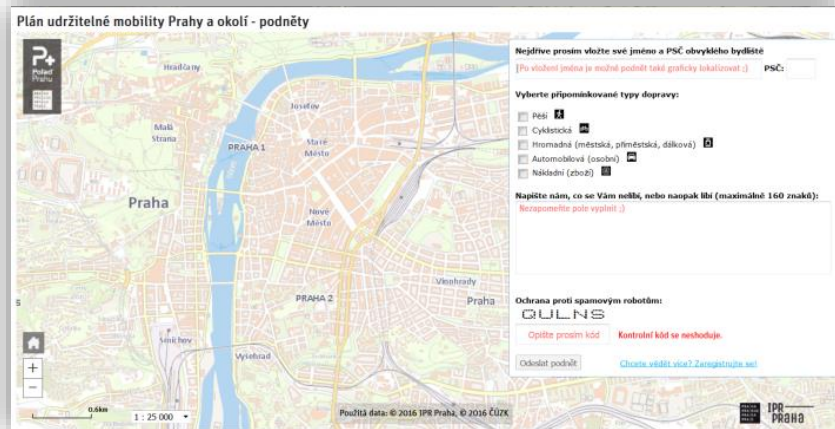 Plán udržitelné mobility Prahy a okolí - podněty
P+
Polaď
Prahu
Hradčany
Josefov
Malá
Strana
PRAHA 1
Staré
Město
Praha
Nové
Město
Vinohrady
PRAHA 2
Praha
Smíchov
Vyšehrad
+
−
0.6km
1 : 25 000
Použitá data: © 2016 IPR Praha, © 2016 ČÚZK
Nejdříve prosím vložte své jméno a PSČ obvyklého bydliště
(Po vložení jména je možné podnět také graficky lokalizovat ;)
PSČ:
Vyberte připomínkované typy dopravy:
Pěší
Cyklistická
Hromadná (městská, příměstská, dálková)
Automobilová (osobní)
Nákladní (zboží)
Napište nám, co se Vám nelíbí, nebo naopak líbí (maximálně 160 znaků):
Nezapomeňte pole vyplnit ;)
Ochrana proti spamovým robotům:
QULNS
Opište prosím kód
Kontrolní kód se neshoduje.
Odeslat podnět
Chcete vědět více? Zaregistrujte se!
IPR
PRAHA